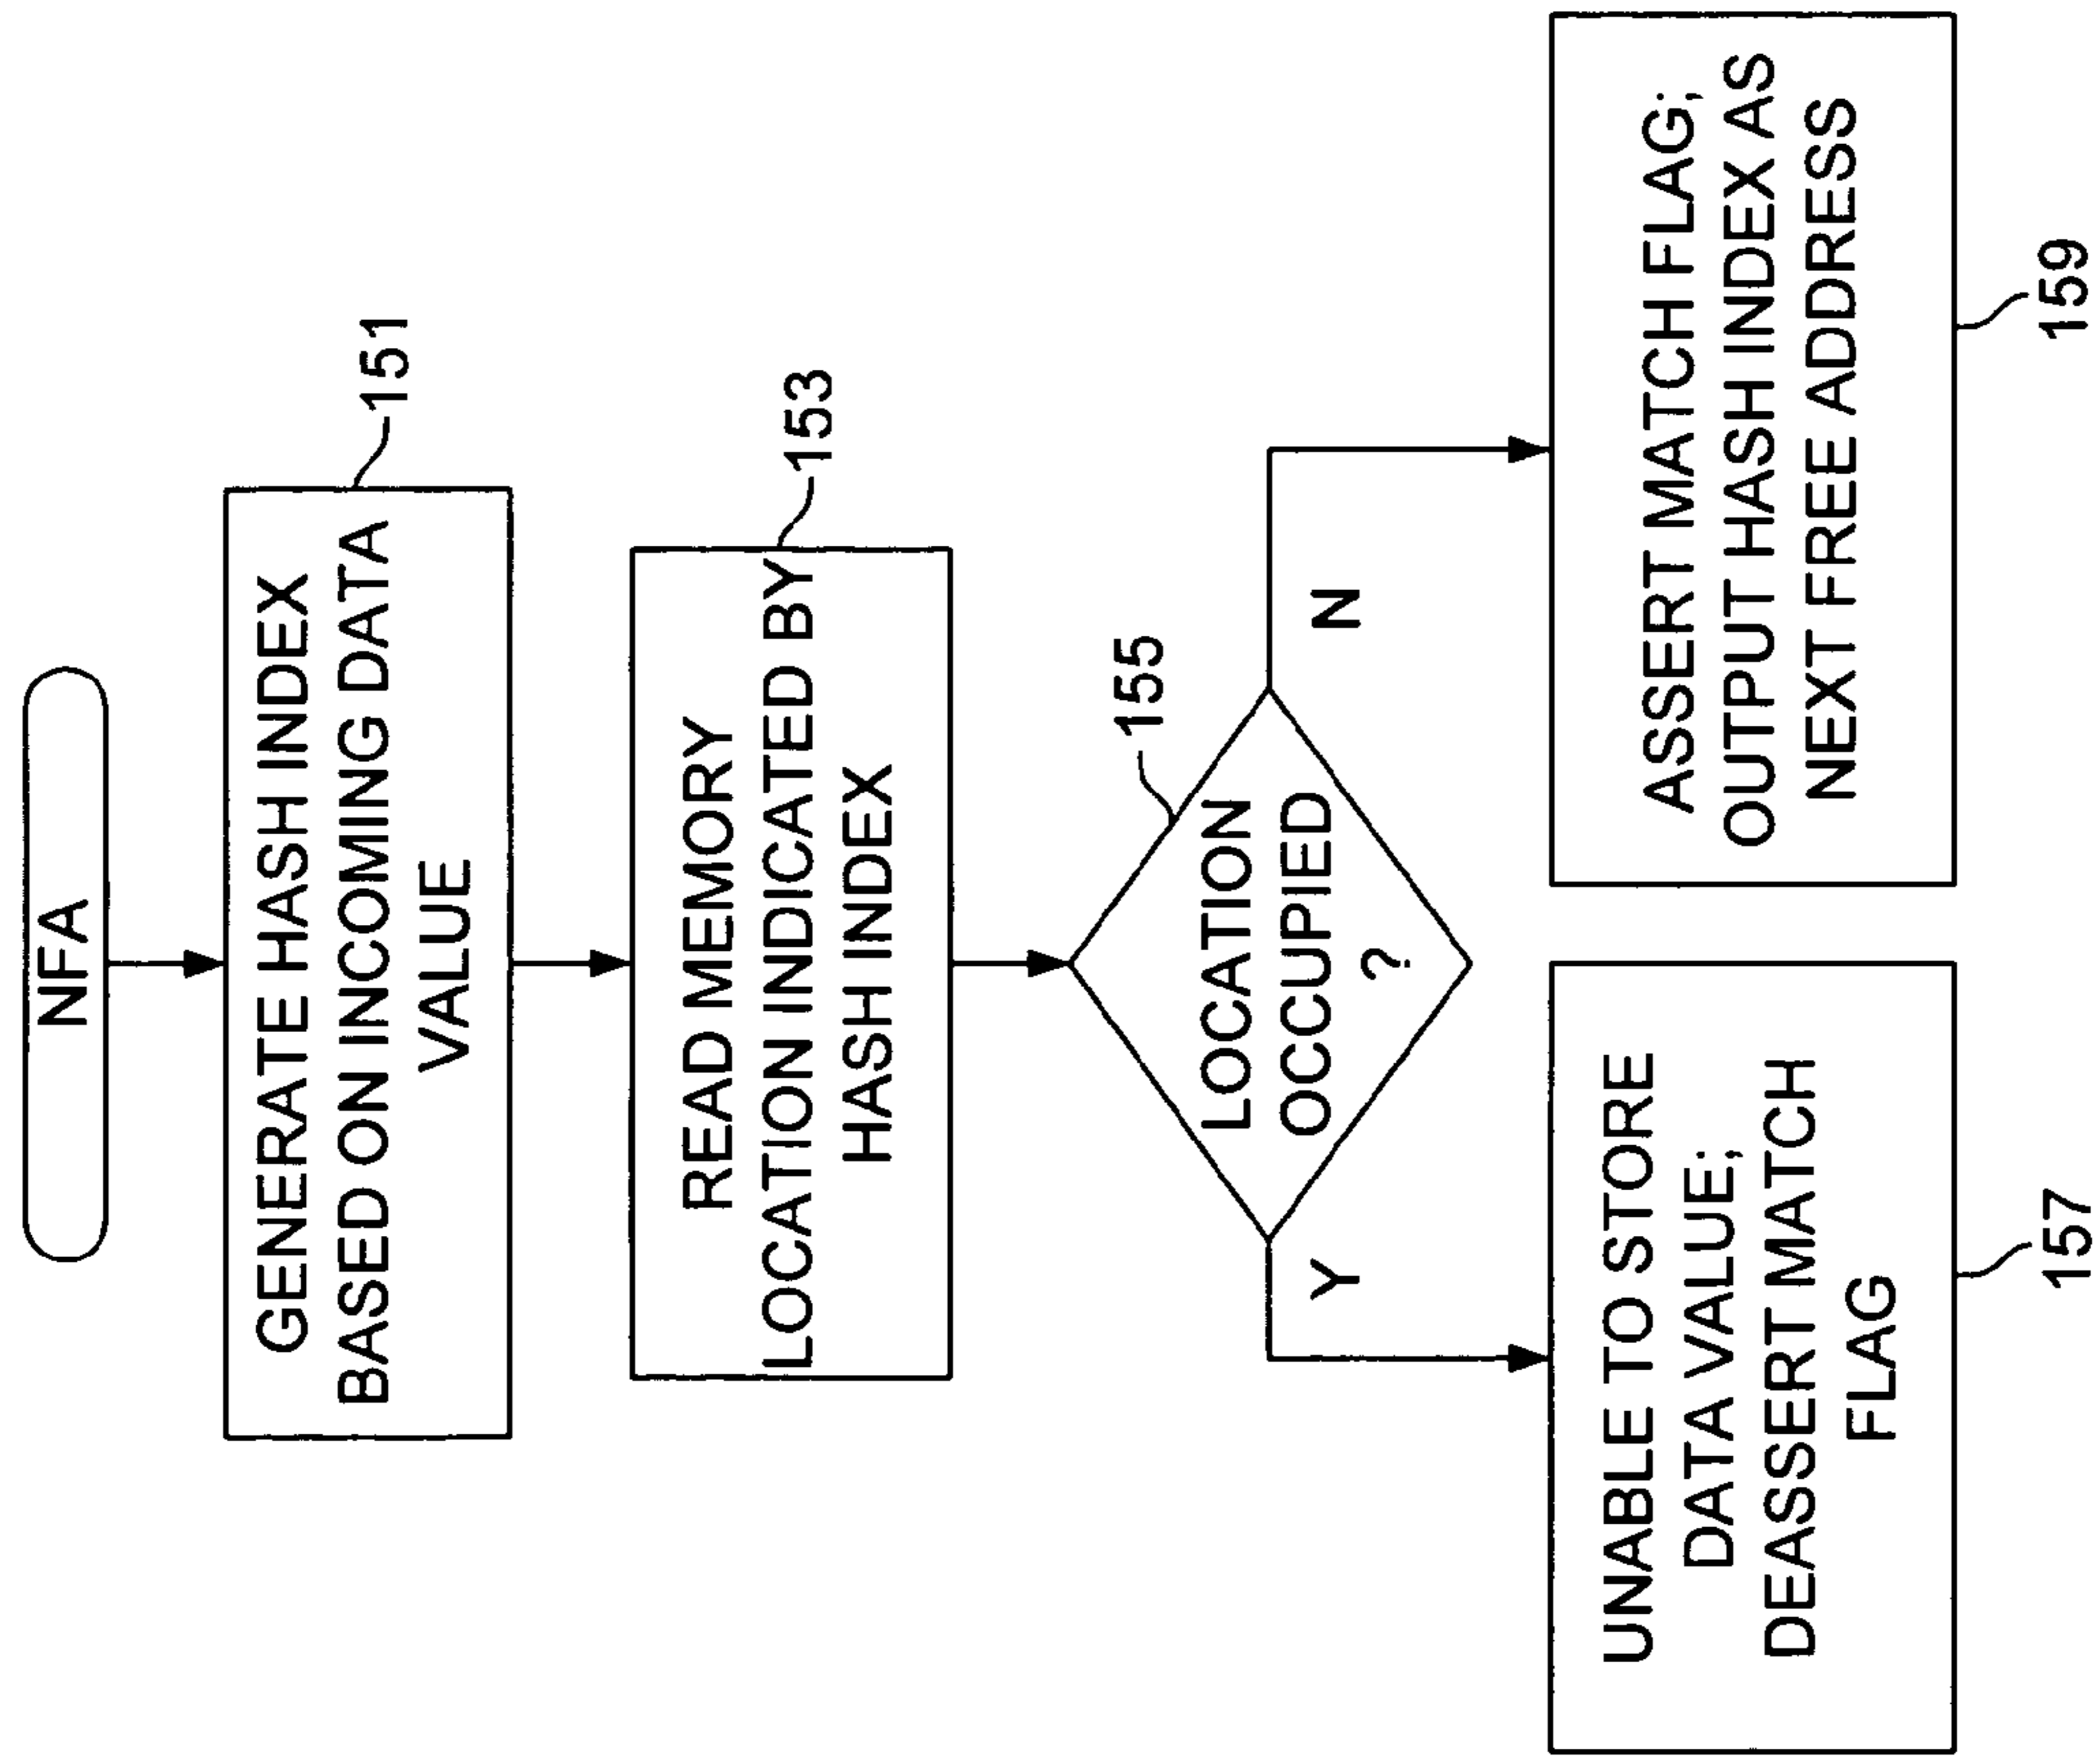 NFA
GENERATE HASH INDEX
BASED ON INCOMING DATA
VALUE
151
READ MEMORY
LOCATION INDICATED BY
HASH INDEX
153
LOCATION
OCCUPIED
?
155
Y
N
UNABLE TO STORE
DATA VALUE;
DEASSERT MATCH
FLAG
157
ASSERT MATCH FLAG;
OUTPUT HASH INDEX AS
NEXT FREE ADDRESS
159